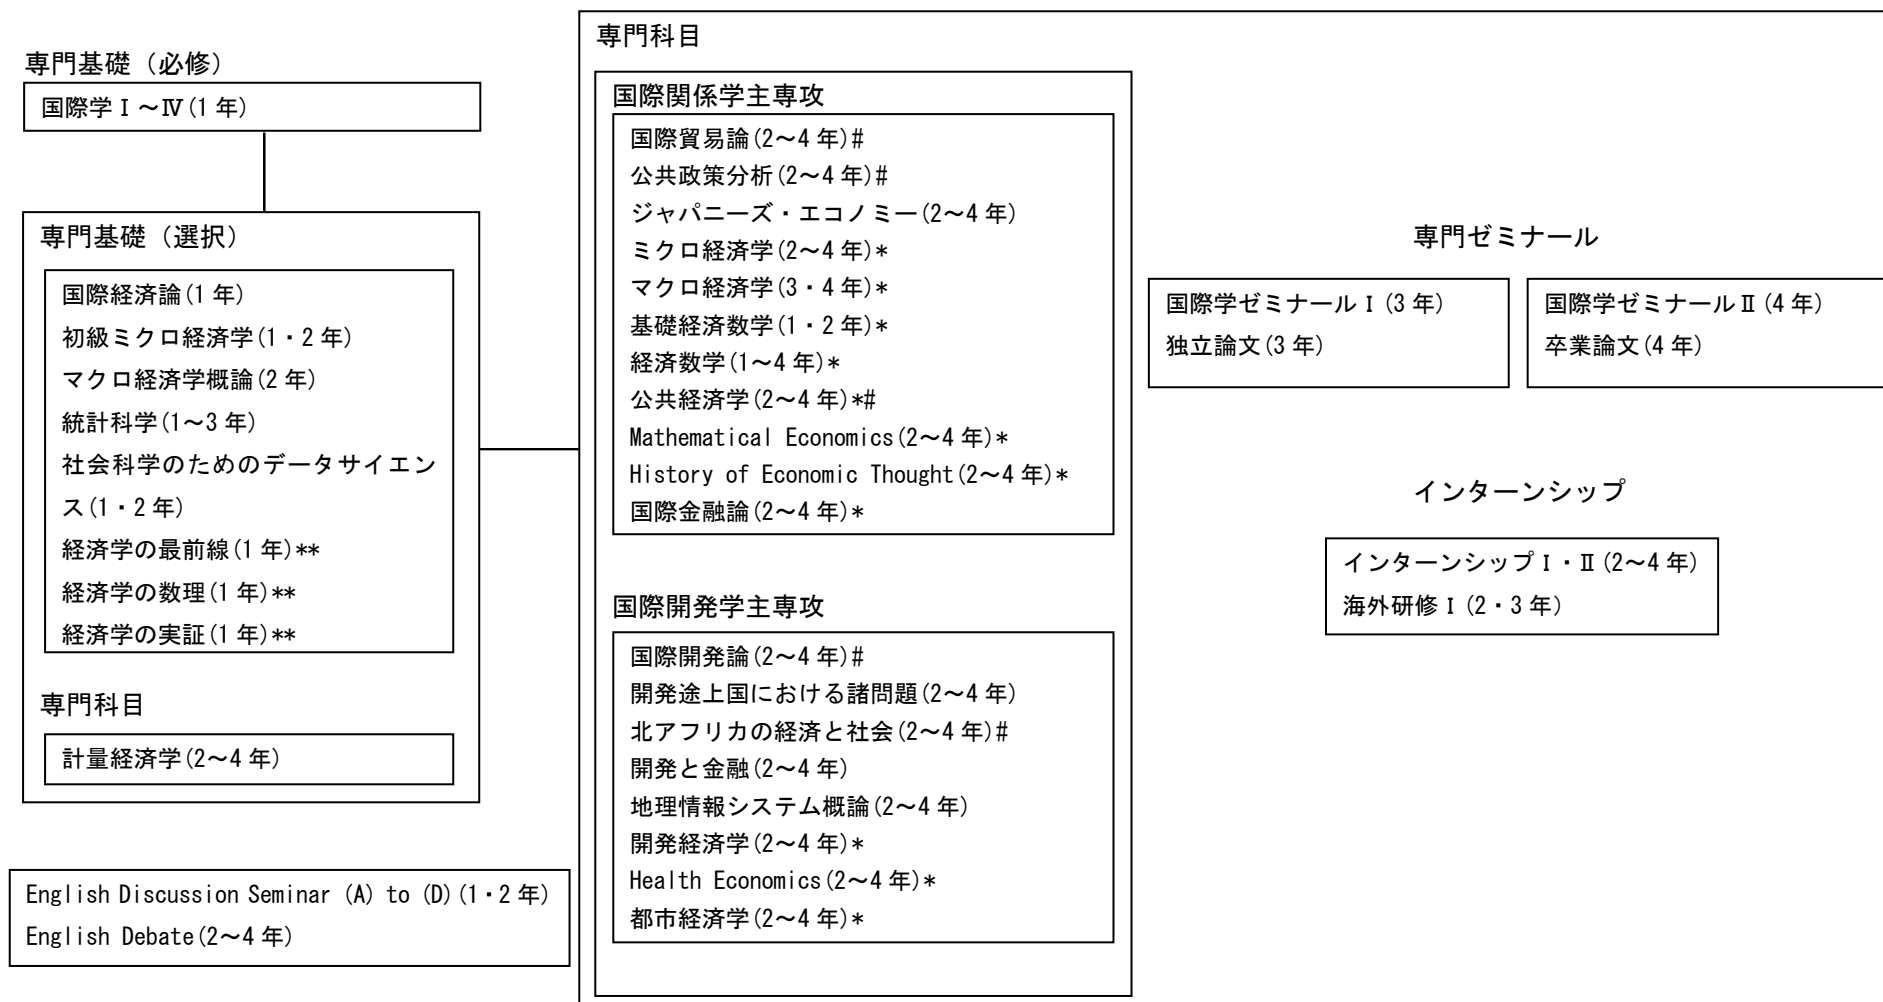 専門基礎（必修）
国際学Ⅰ～Ⅳ(1年)
専門基礎（選択）
国際経済論(1年)
初級ミクロ経済学(1・2年)
マクロ経済学概論(2年)
統計科学(1～3年)
社会科学のためのデータサイエン
ス(1・2年)
経済学の最前線(1年)**
経済学の数理(1年)**
経済学の実証(1年)**
専門科目
計量経済学(2～4年)
English Discussion Seminar (A) to (D)(1・2年)
English Debate(2～4年)
専門科目
国際関係学主専攻
国際貿易論(2～4年)#
公共政策分析(2～4年)#
ジャパニーズ・エコノミー(2～4年)
ミクロ経済学(2～4年)*
マクロ経済学(3・4年)*
基礎経済数学(1・2年)*
経済数学(1～4年)*
公共経済学(2～4年)*#
Mathematical Economics(2～4年)*
History of Economic Thought(2～4年)*
国際金融論(2～4年)*
国際開発学主専攻
国際開発論(2～4年)#
開発途上国における諸問題(2～4年)
北アフリカの経済と社会(2～4年)#
開発と金融(2～4年)
地理情報システム概論(2～4年)
開発経済学(2～4年)*
Health Economics(2～4年)*
都市経済学(2～4年)*
専門ゼミナール
国際学ゼミナールⅠ(3年)
独立論文(3年)
国際学ゼミナールⅡ(4年)
卒業論文(4年)
インターンシップ
インターンシップⅠ・Ⅱ(2～4年)
海外研修Ⅰ(2・3年)